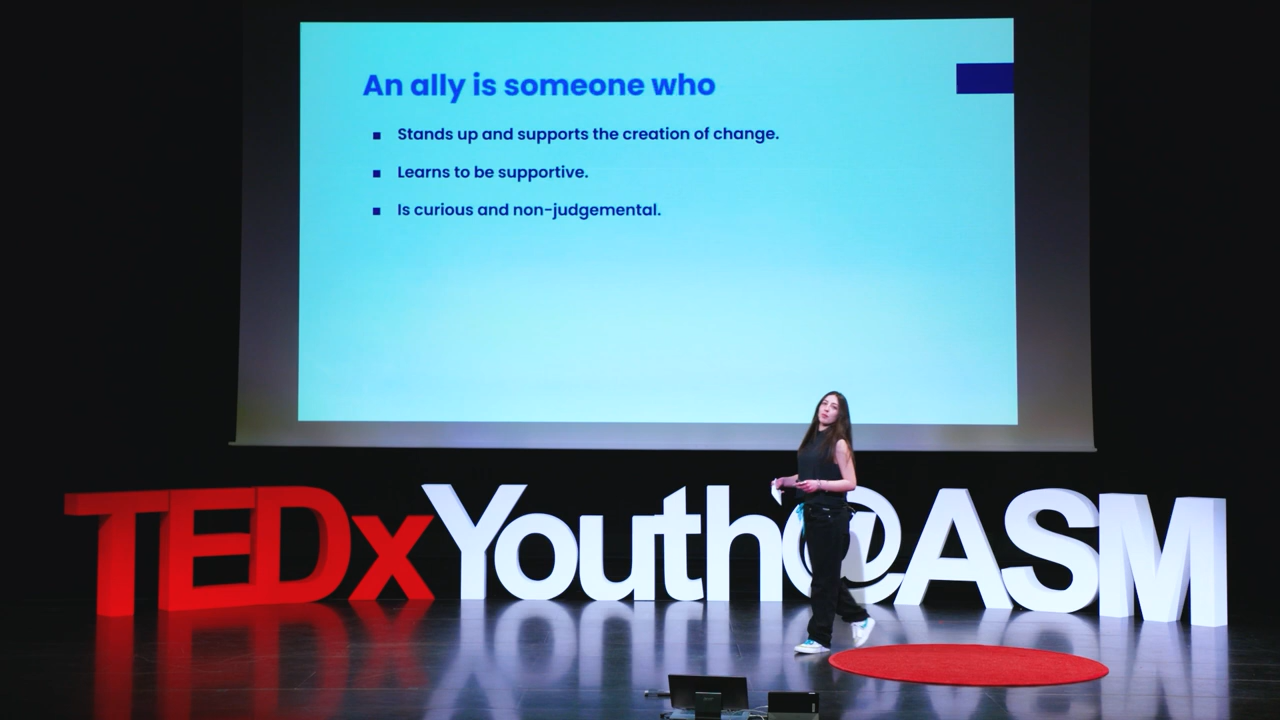 An ally is someone who
▪ Stands up and supports the creation of change.
▪ Learns to be supportive.
▪ Is curious and non-judgemental.
TEDxYouth@ASM